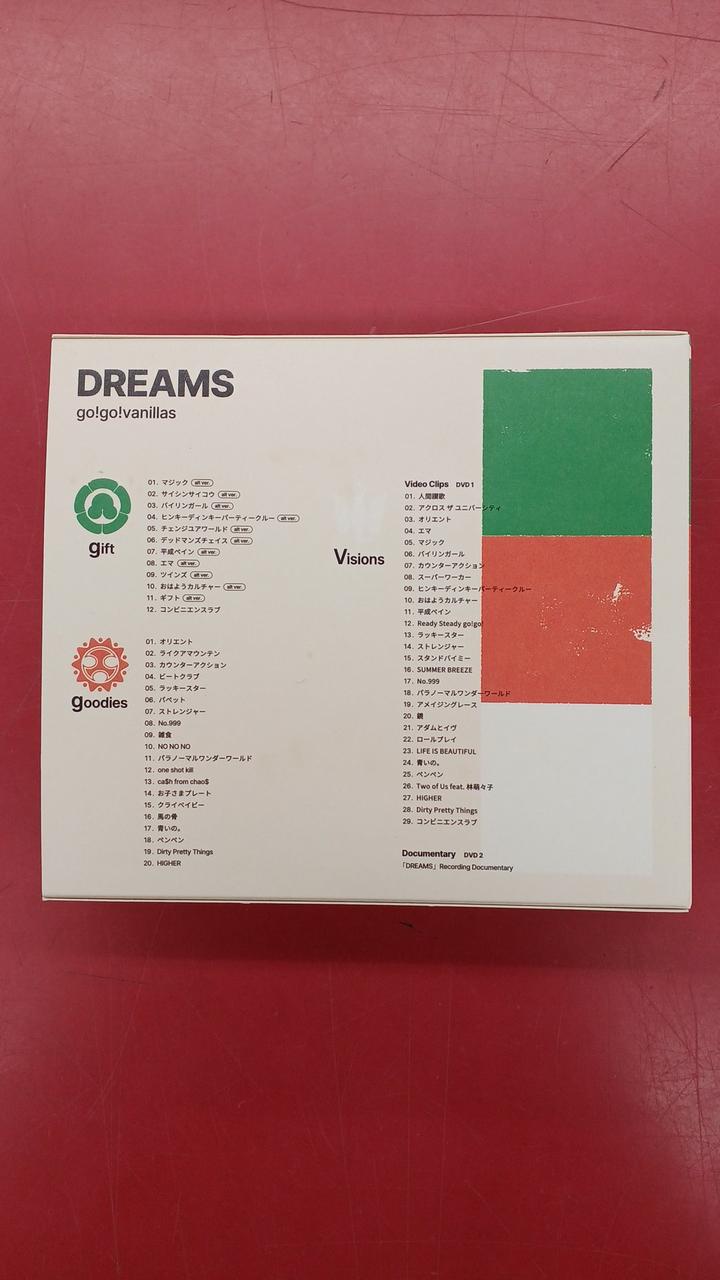 DREAMS
go!go!vanillas
gift
01. マジック alt ver.
02. サイシンサイコウ alt ver.
03. バイリンガール alt ver.
04. ヒンキーディンキーパーティークルー alt ver.
05. チェンジユアワールド alt ver.
06. デッドマンズチェイス alt ver.
07. 平成ペイン alt ver.
08. エマ alt ver.
09. ツインズ alt ver.
10. おはようカルチャー alt ver.
11. ギフト alt ver.
12. コンビニエンスラブ
goodies
01. オリエント
02. ライクアマウンテン
03. カウンターアクション
04. ビートクラブ
05. ラッキースター
06. パペット
07. ストレンジャー
08. No.999
09. 雑食
10. NO NO NO
11. パラノーマルワンダーワールド
12. one shot kill
13. ca$h from chao$
14. お子さまプレート
15. クライベイビー
16. 馬の骨
17. 青いの。
18. ペンペン
19. Dirty Pretty Things
20. HIGHER
Visions
Video Clips DVD 1
01. 人間讃歌
02. アクロス ザ ユニバーシティ
03. オリエント
04. エマ
05. マジック
06. バイリンガール
07. カウンターアクション
08. スーパーワーカー
09. ヒンキーディンキーパーティークルー
10. おはようカルチャー
11. 平成ペイン
12. Ready Steady go!go!
13. ラッキースター
14. ストレンジャー
15. スタンドバイミー
16. SUMMER BREEZE
17. No.999
18. パラノーマルワンダーワールド
19. アメイジングレース
20. 鏡
21. アダムとイヴ
22. ロールプレイ
23. LIFE IS BEAUTIFUL
24. 青いの。
25. ペンペン
26. Two of Us feat. 林萌々子
27. HIGHER
28. Dirty Pretty Things
29. コンビニエンスラブ
Documentary DVD 2
「DREAMS」 Recording Documentary